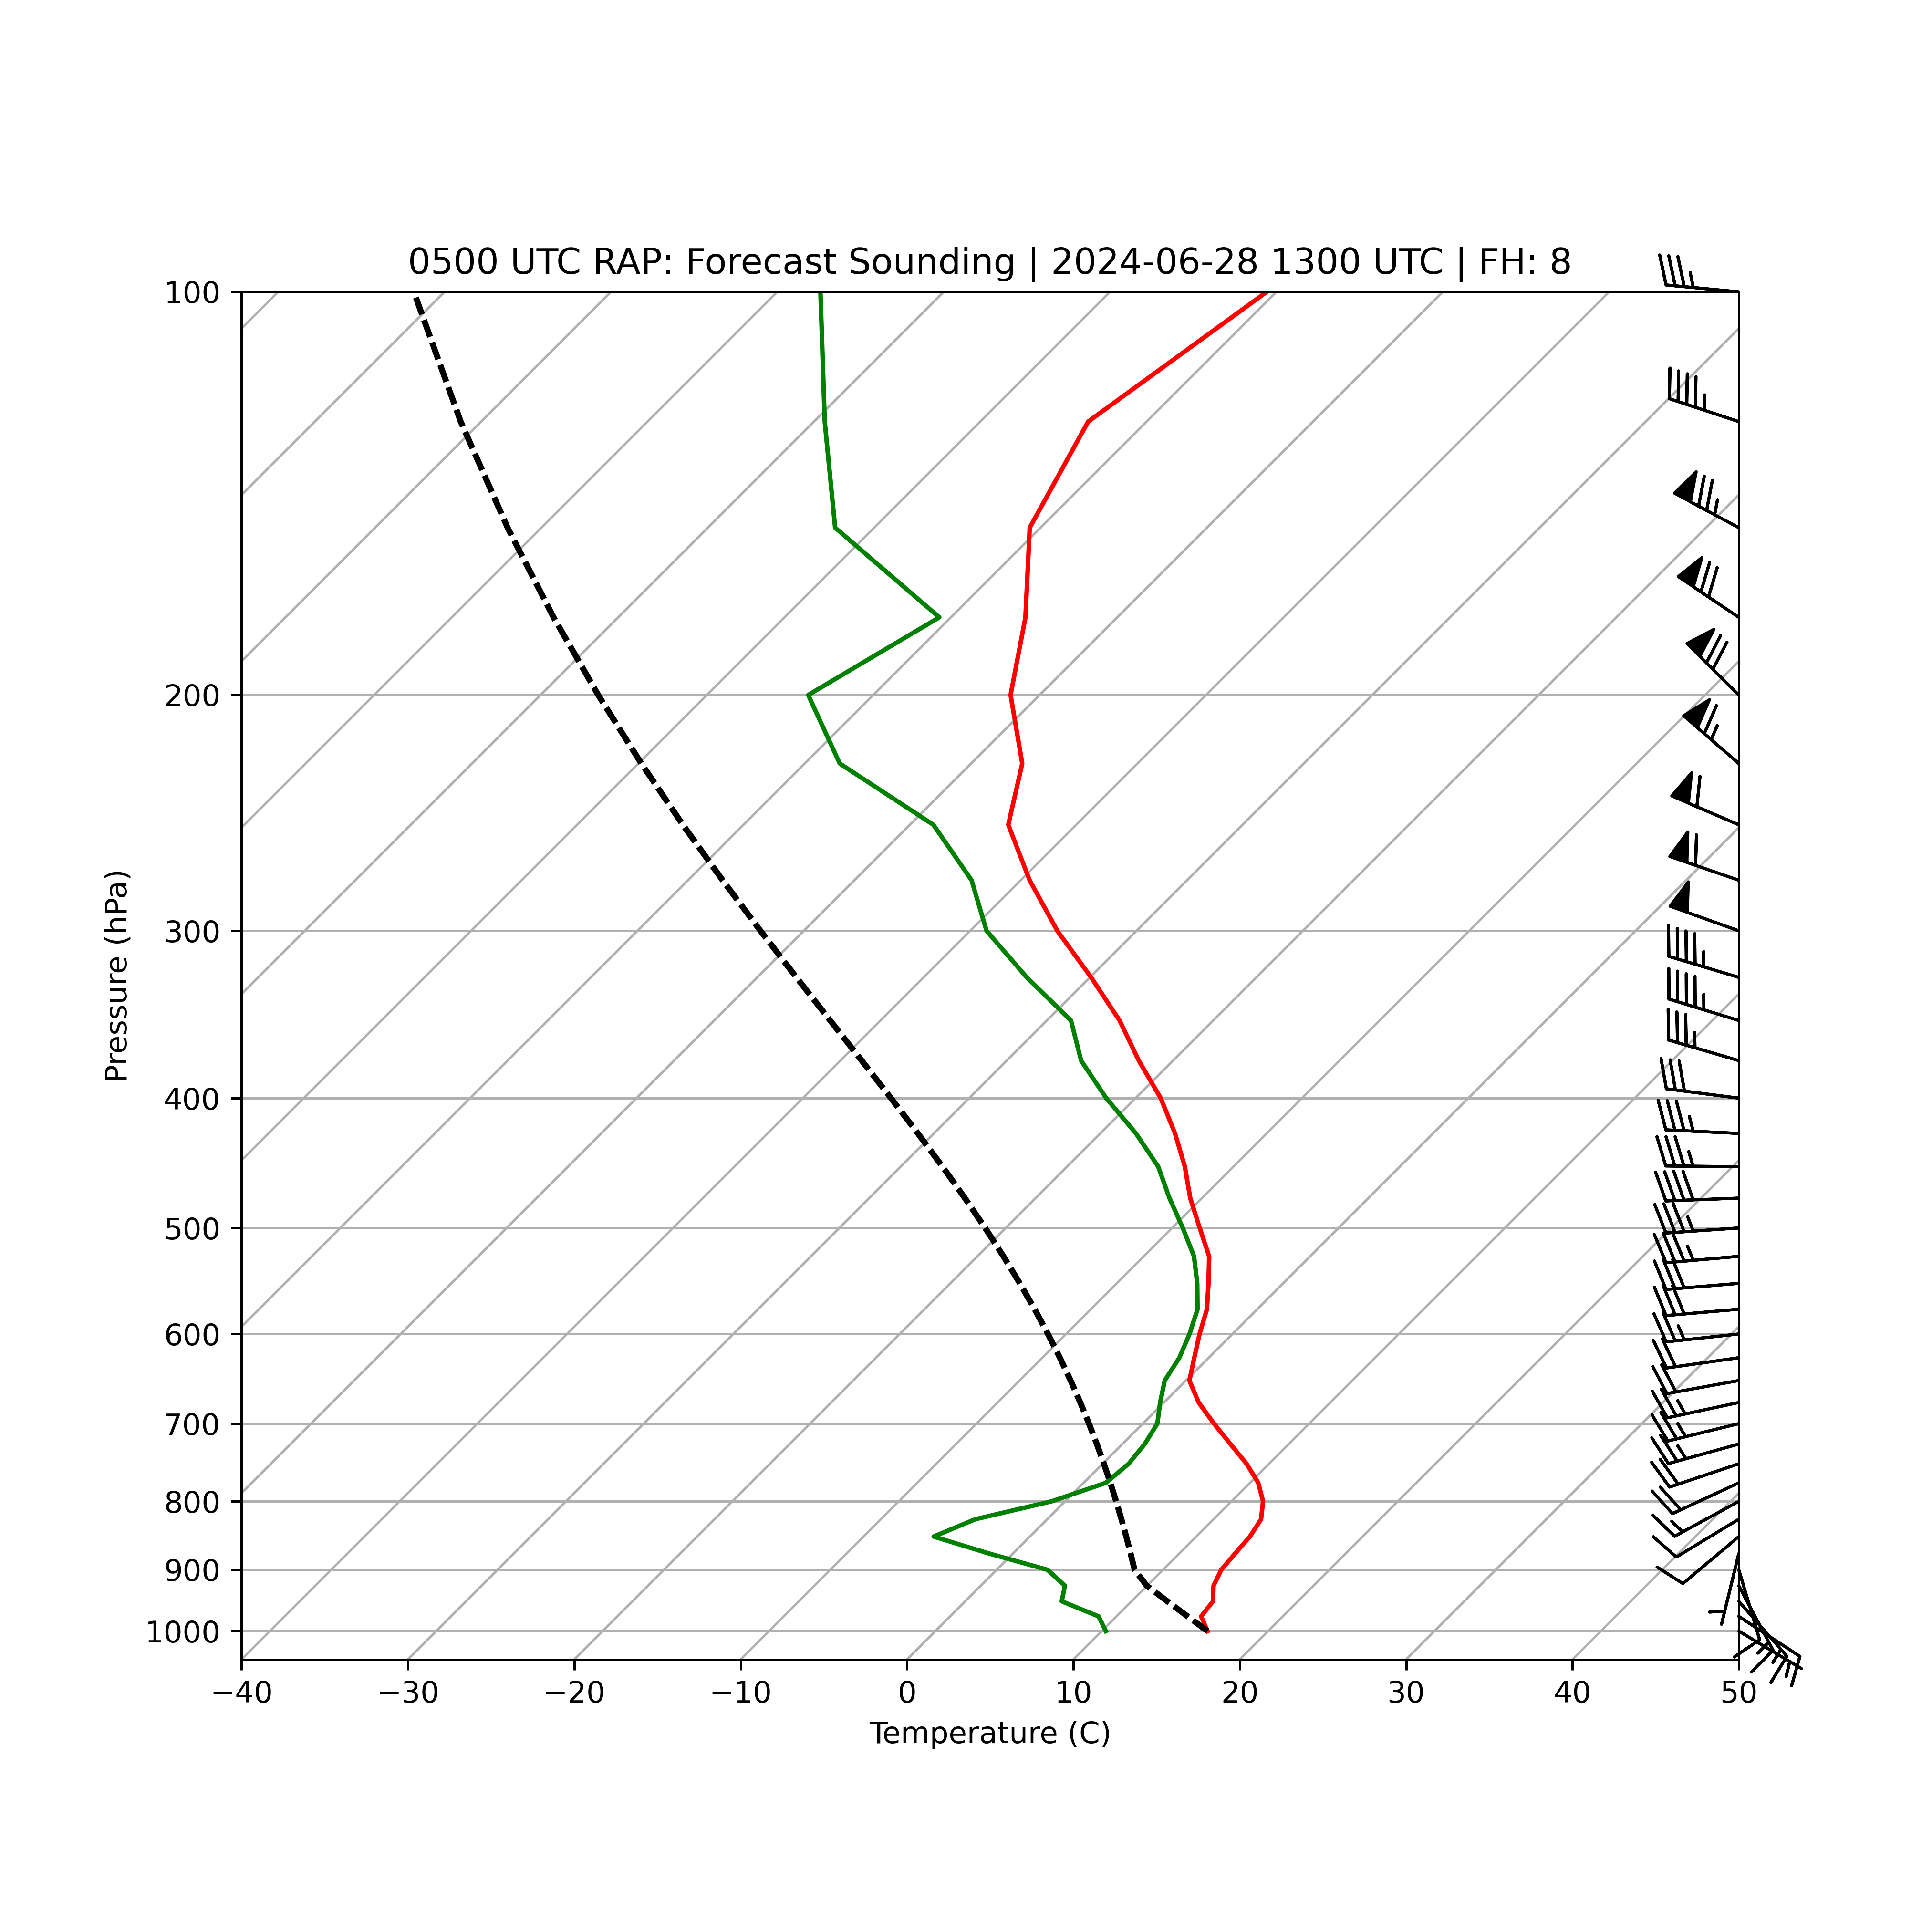 0500 UTC RAP: Forecast Sounding | 2024-06-28 1300 UTC | FH: 8
100
200
300
400
500
600
700
800
900
1000
Pressure (hPa)
−40 −30 −20 −10 0 10 20 30 40 50
Temperature (C)